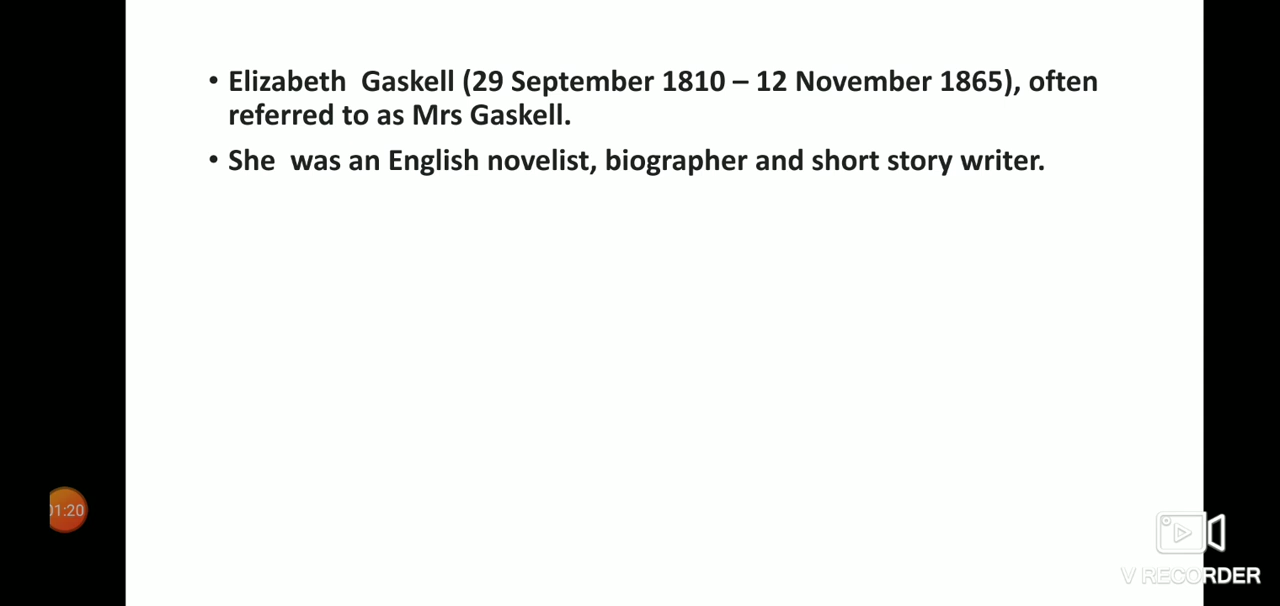 • Elizabeth  Gaskell (29 September 1810 – 12 November 1865), often
referred to as Mrs Gaskell.
• She  was an English novelist, biographer and short story writer.
01:20
V RECORDER